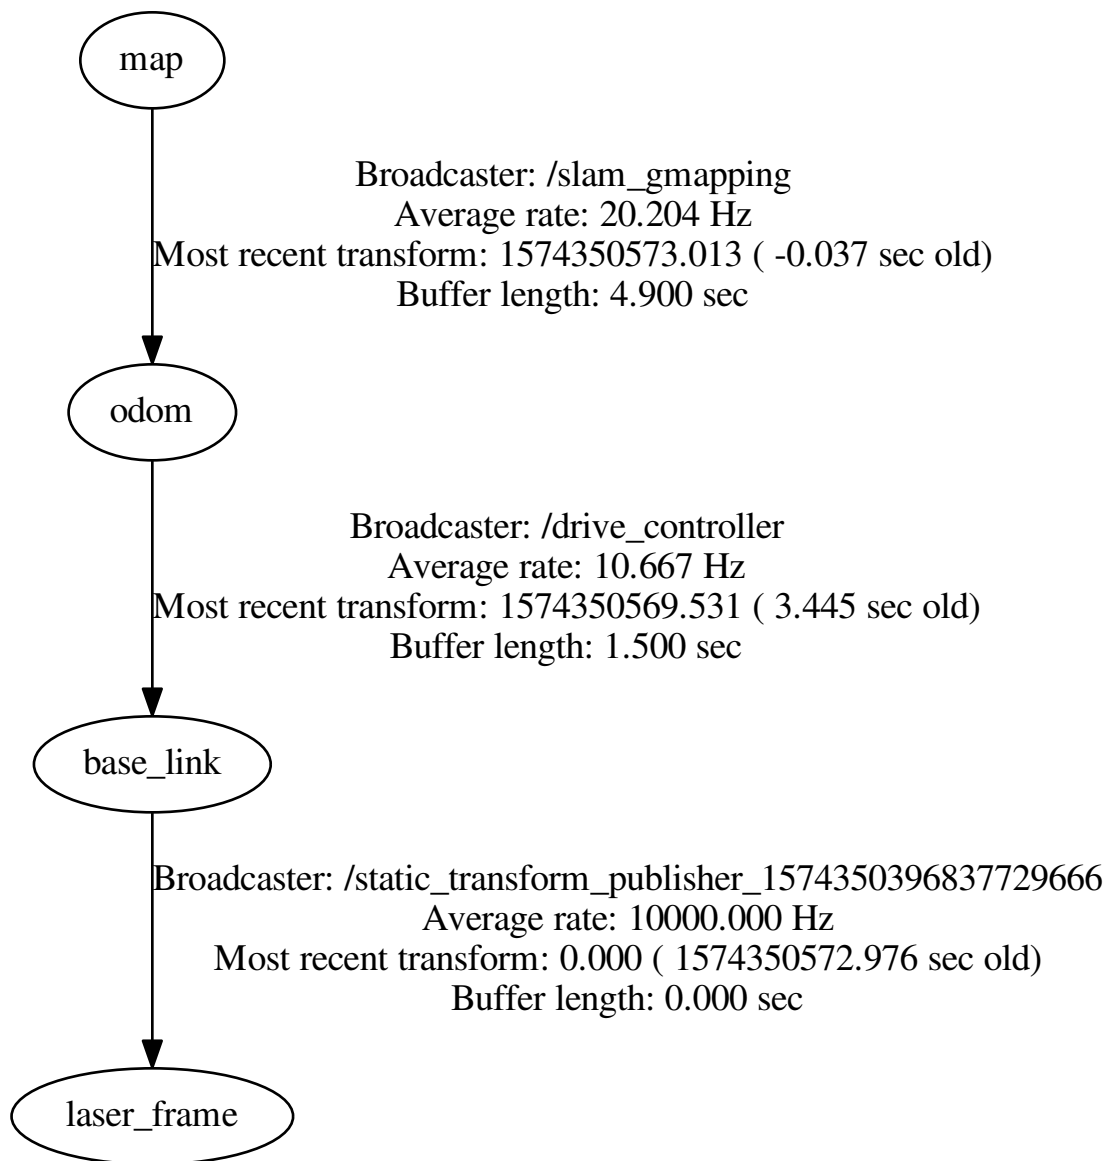 map
Broadcaster: /slam_gmapping
Average rate: 20.204 Hz
Most recent transform: 1574350573.013 ( -0.037 sec old)
Buffer length: 4.900 sec
odom
Broadcaster: /drive_controller
Average rate: 10.667 Hz
Most recent transform: 1574350569.531 ( 3.445 sec old)
Buffer length: 1.500 sec
base_link
Broadcaster: /static_transform_publisher_1574350396837729666
Average rate: 10000.000 Hz
Most recent transform: 0.000 ( 1574350572.976 sec old)
Buffer length: 0.000 sec
laser_frame